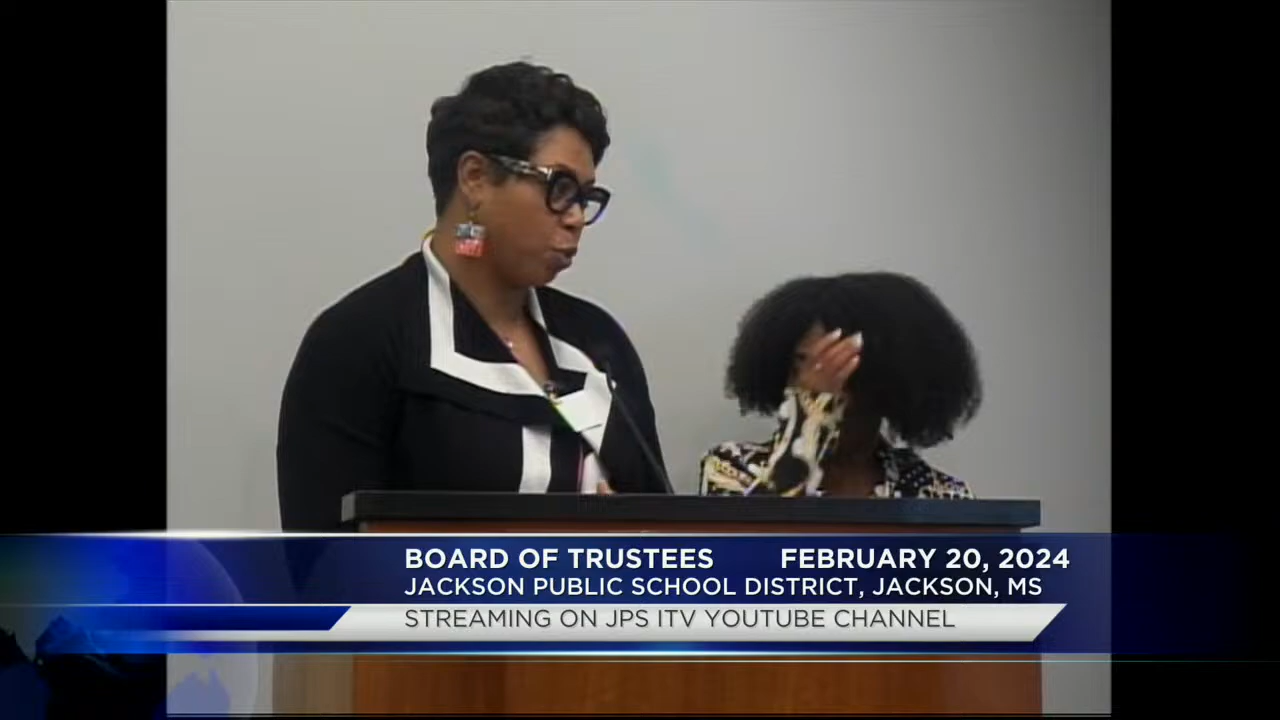 BOARD OF TRUSTEES FEBRUARY 20, 2024
JACKSON PUBLIC SCHOOL DISTRICT, JACKSON, MS
STREAMING ON JPS ITV YOUTUBE CHANNEL